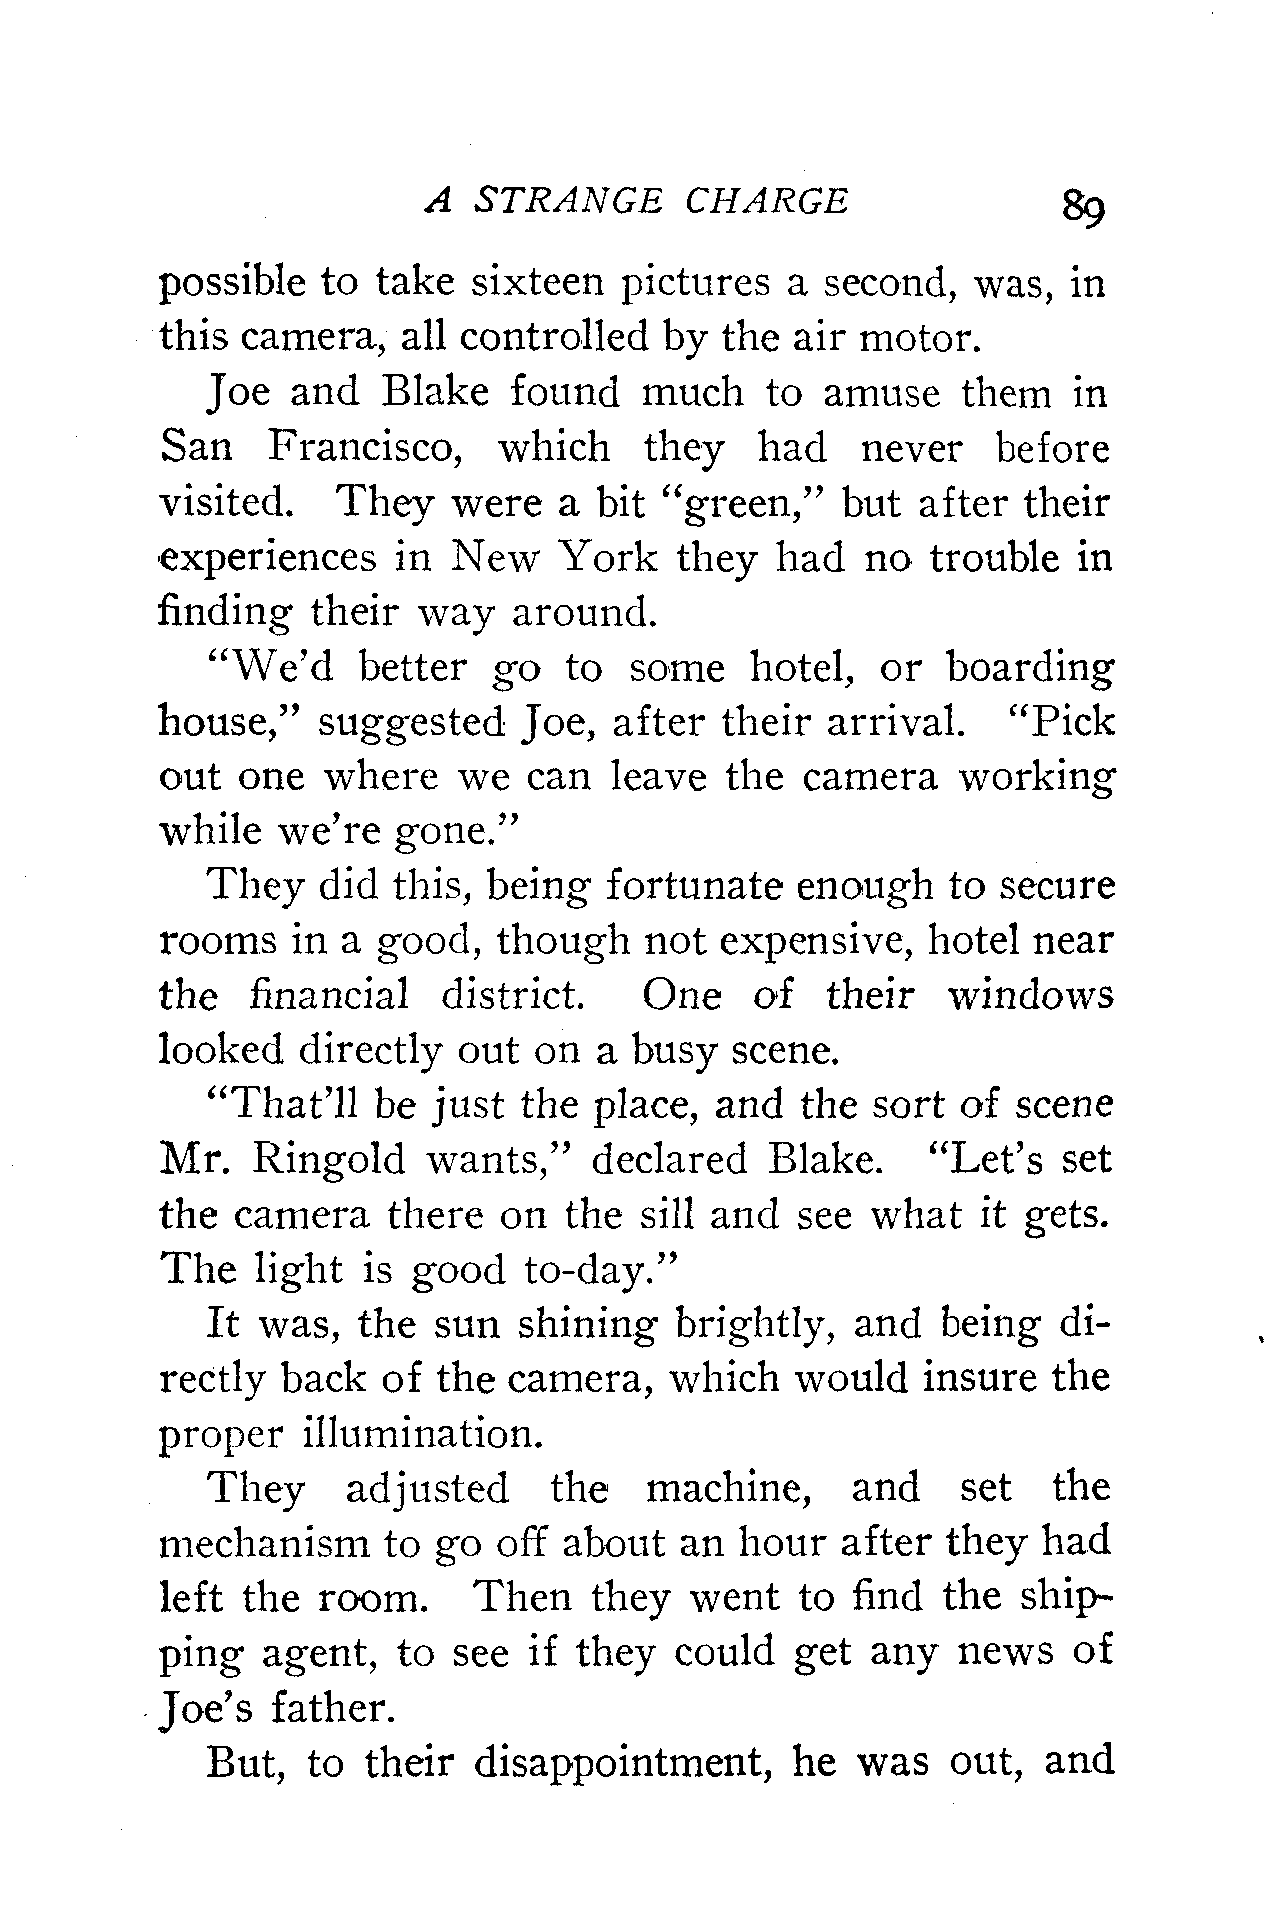 A STRANGE CHARGE 89
possible to take sixteen pictures a second, was, in
this camera, all controlled by the air motor.
Joe and Blake found much to amuse them in
San Francisco, which they had never before
visited. They were a bit “green,” but after their
experiences in New York they had no trouble in
finding their way around.
“We’d better go to some hotel, or boarding
house,” suggested Joe, after their arrival. “Pick
out one where we can leave the camera working
while we’re gone.”
They did this, being fortunate enough to secure
rooms in a good, though not expensive, hotel near
the financial district. One of their windows
looked directly out on a busy scene.
“That’ll be just the place, and the sort of scene
Mr. Ringold wants,” declared Blake. “Let’s set
the camera there on the sill and see what it gets.
The light is good to-day.”
It was, the sun shining brightly, and being di-
rectly back of the camera, which would insure the
proper illumination.
They adjusted the machine, and set the
mechanism to go off about an hour after they had
left the room. Then they went to find the ship-
ping agent, to see if they could get any news of
Joe’s father.
But, to their disappointment, he was out, and